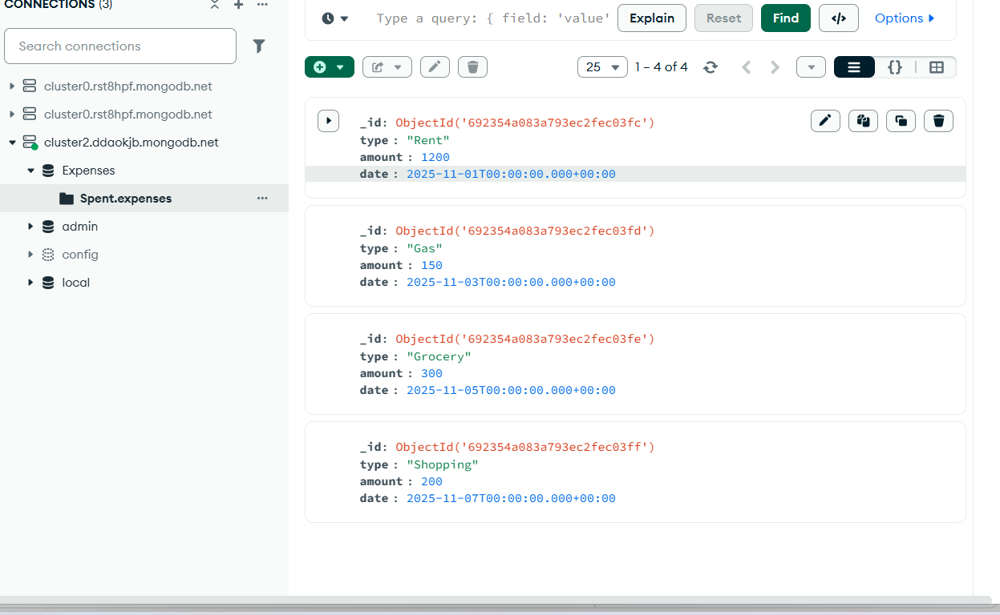 CONNECTIONS (3)
Search connections
cluster0.rst8hpf.mongodb.net
cluster0.rst8hpf.mongodb.net
cluster2.ddaokjb.mongodb.net
Expenses
Spent.expenses
admin
config
local
Type a query: { field: 'value' Explain Reset Find </> Options
25 1 – 4 of 4 {}
_id: ObjectId('692354a083a793ec2fec03fc')
type : "Rent"
amount : 1200
date : 2025-11-01T00:00:00.000+00:00
_id: ObjectId('692354a083a793ec2fec03fd')
type : "Gas"
amount : 150
date : 2025-11-03T00:00:00.000+00:00
_id: ObjectId('692354a083a793ec2fec03fe')
type : "Grocery"
amount : 300
date : 2025-11-05T00:00:00.000+00:00
_id: ObjectId('692354a083a793ec2fec03ff')
type : "Shopping"
amount : 200
date : 2025-11-07T00:00:00.000+00:00